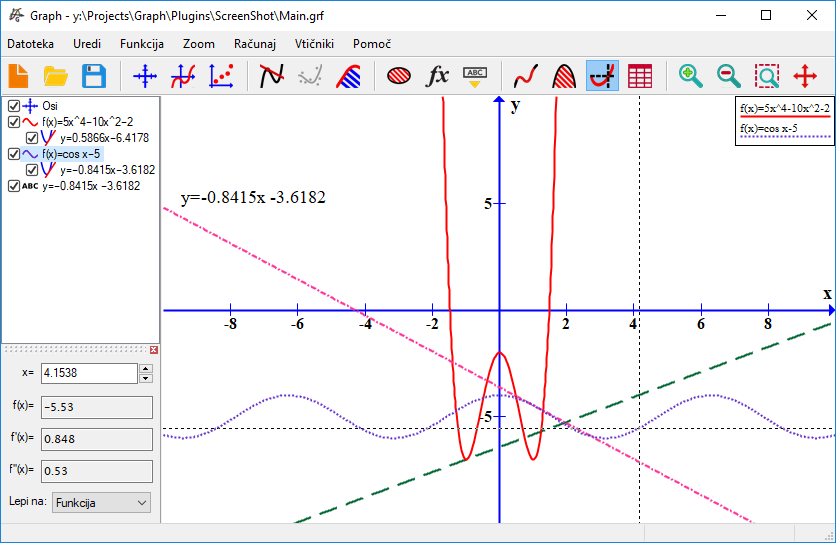 Graph - y:\Projects\Graph\Plugins\ScreenShot\Main.grf
Datoteka Uredi Funkcija Zoom Računaj Vtičniki Pomoč
fx ABC
Osi
f(x)=5x^4-10x^2-2
y=0.5866x-6.4178
f(x)=cos x-5
y=-0.8415x-3.6182
ABC y=-0.8415x -3.6182
x= 4.1538
f(x)= -5.53
f'(x)= 0.848
f''(x)= 0.53
Lepi na: Funkcija
y
f(x)=5x^4-10x^2-2
f(x)=cos x-5
y=-0.8415x -3.6182
5
x
-8 -6 -4 -2 2 4 6 8
-5